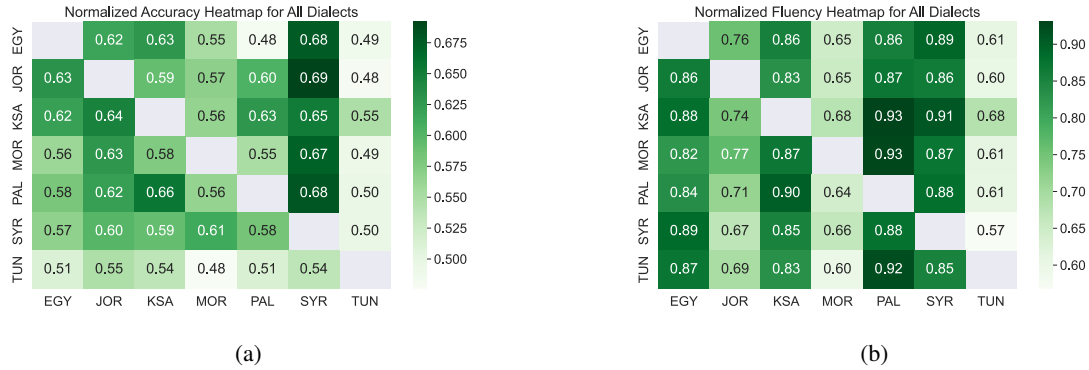 Normalized Accuracy Heatmap for All Dialects
EGY 0.62 0.63 0.55 0.48 0.68 0.49
JOR 0.63 0.59 0.57 0.60 0.69 0.48
KSA 0.62 0.64 0.56 0.63 0.65 0.55
MOR 0.56 0.63 0.58 0.55 0.67 0.49
PAL 0.58 0.62 0.66 0.56 0.68 0.50
SYR 0.57 0.60 0.59 0.61 0.58 0.50
TUN 0.51 0.55 0.54 0.48 0.51 0.54
EGY JOR KSA MOR PAL SYR TUN
0.675
0.650
0.625
0.600
0.575
0.550
0.525
0.500
(a)
Normalized Fluency Heatmap for All Dialects
EGY 0.76 0.86 0.65 0.86 0.89 0.61
JOR 0.86 0.83 0.65 0.87 0.86 0.60
KSA 0.88 0.74 0.68 0.93 0.91 0.68
MOR 0.82 0.77 0.87 0.93 0.87 0.61
PAL 0.84 0.71 0.90 0.64 0.88 0.61
SYR 0.89 0.67 0.85 0.66 0.88 0.57
TUN 0.87 0.69 0.83 0.60 0.92 0.85
EGY JOR KSA MOR PAL SYR TUN
0.90
0.85
0.80
0.75
0.70
0.65
0.60
(b)